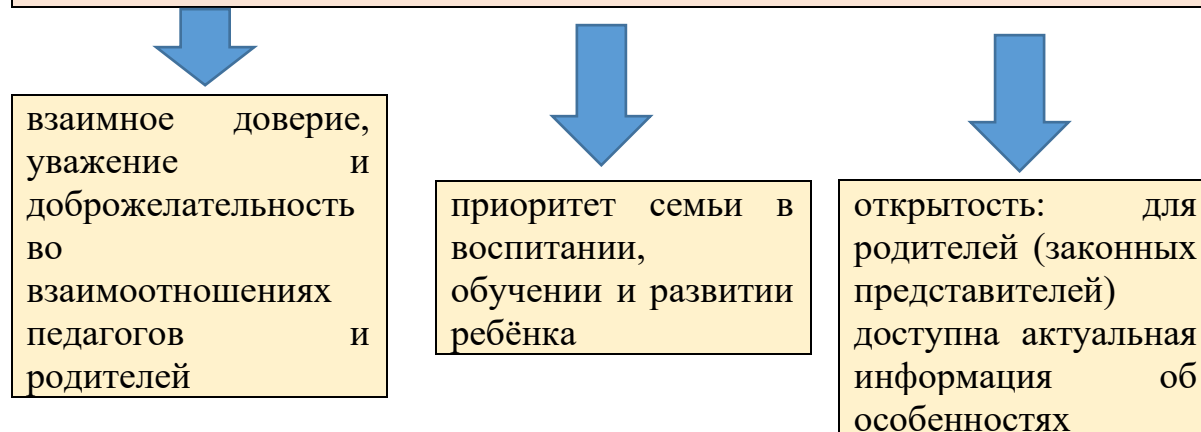 взаимное доверие,
уважение и
доброжелательность
во
взаимоотношениях
педагогов и
родителей
приоритет семьи в
воспитании,
обучении и развитии
ребёнка
открытость: для
родителей (законных
представителей)
доступна актуальная
информация об
особенностях